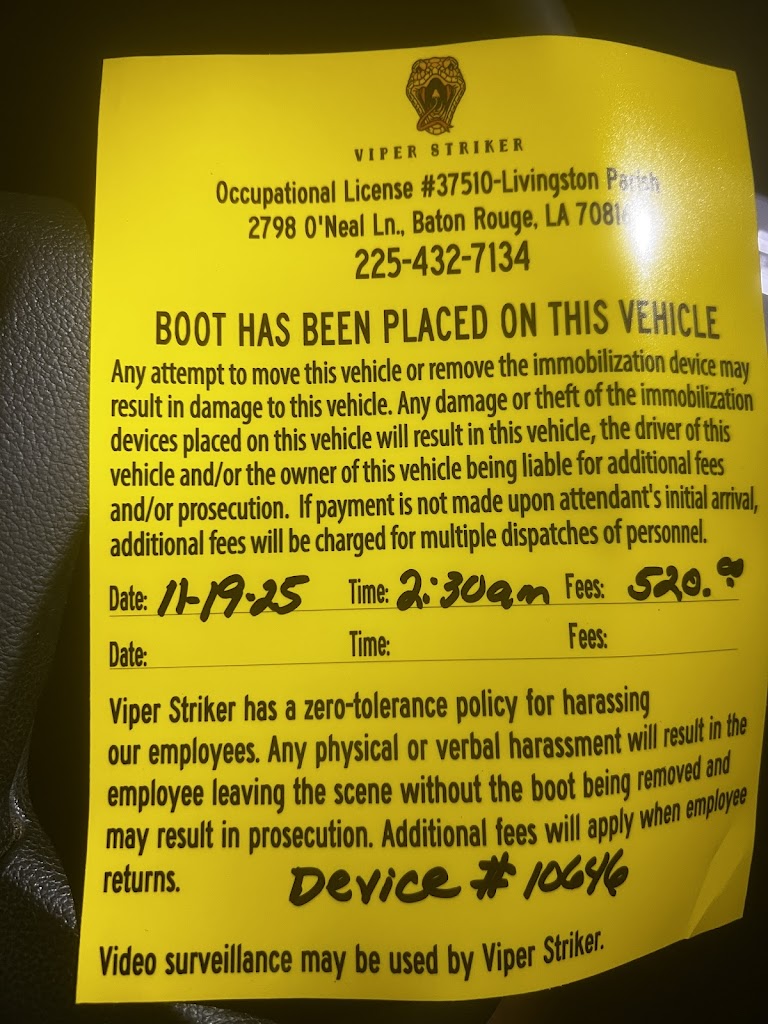 VIPER STRIKER
Occupational License #37510-Livingston Parish
2798 O'Neal Ln., Baton Rouge, LA 70816
225-432-7134
BOOT HAS BEEN PLACED ON THIS VEHICLE
Any attempt to move this vehicle or remove the immobilization device may
result in damage to this vehicle. Any damage or theft of the immobilization
devices placed on this vehicle will result in this vehicle, the driver of this
vehicle and/or the owner of this vehicle being liable for additional fees
and/or prosecution. If payment is not made upon attendant's initial arrival,
additional fees will be charged for multiple dispatches of personnel.
Date: 11-19-25 Time: 2:30am Fees: 520.00
Date: Time: Fees:
Viper Striker has a zero-tolerance policy for harassing
our employees. Any physical or verbal harassment will result in the
employee leaving the scene without the boot being removed and
may result in prosecution. Additional fees will apply when employee
returns.
Device # 10646
Video surveillance may be used by Viper Striker.